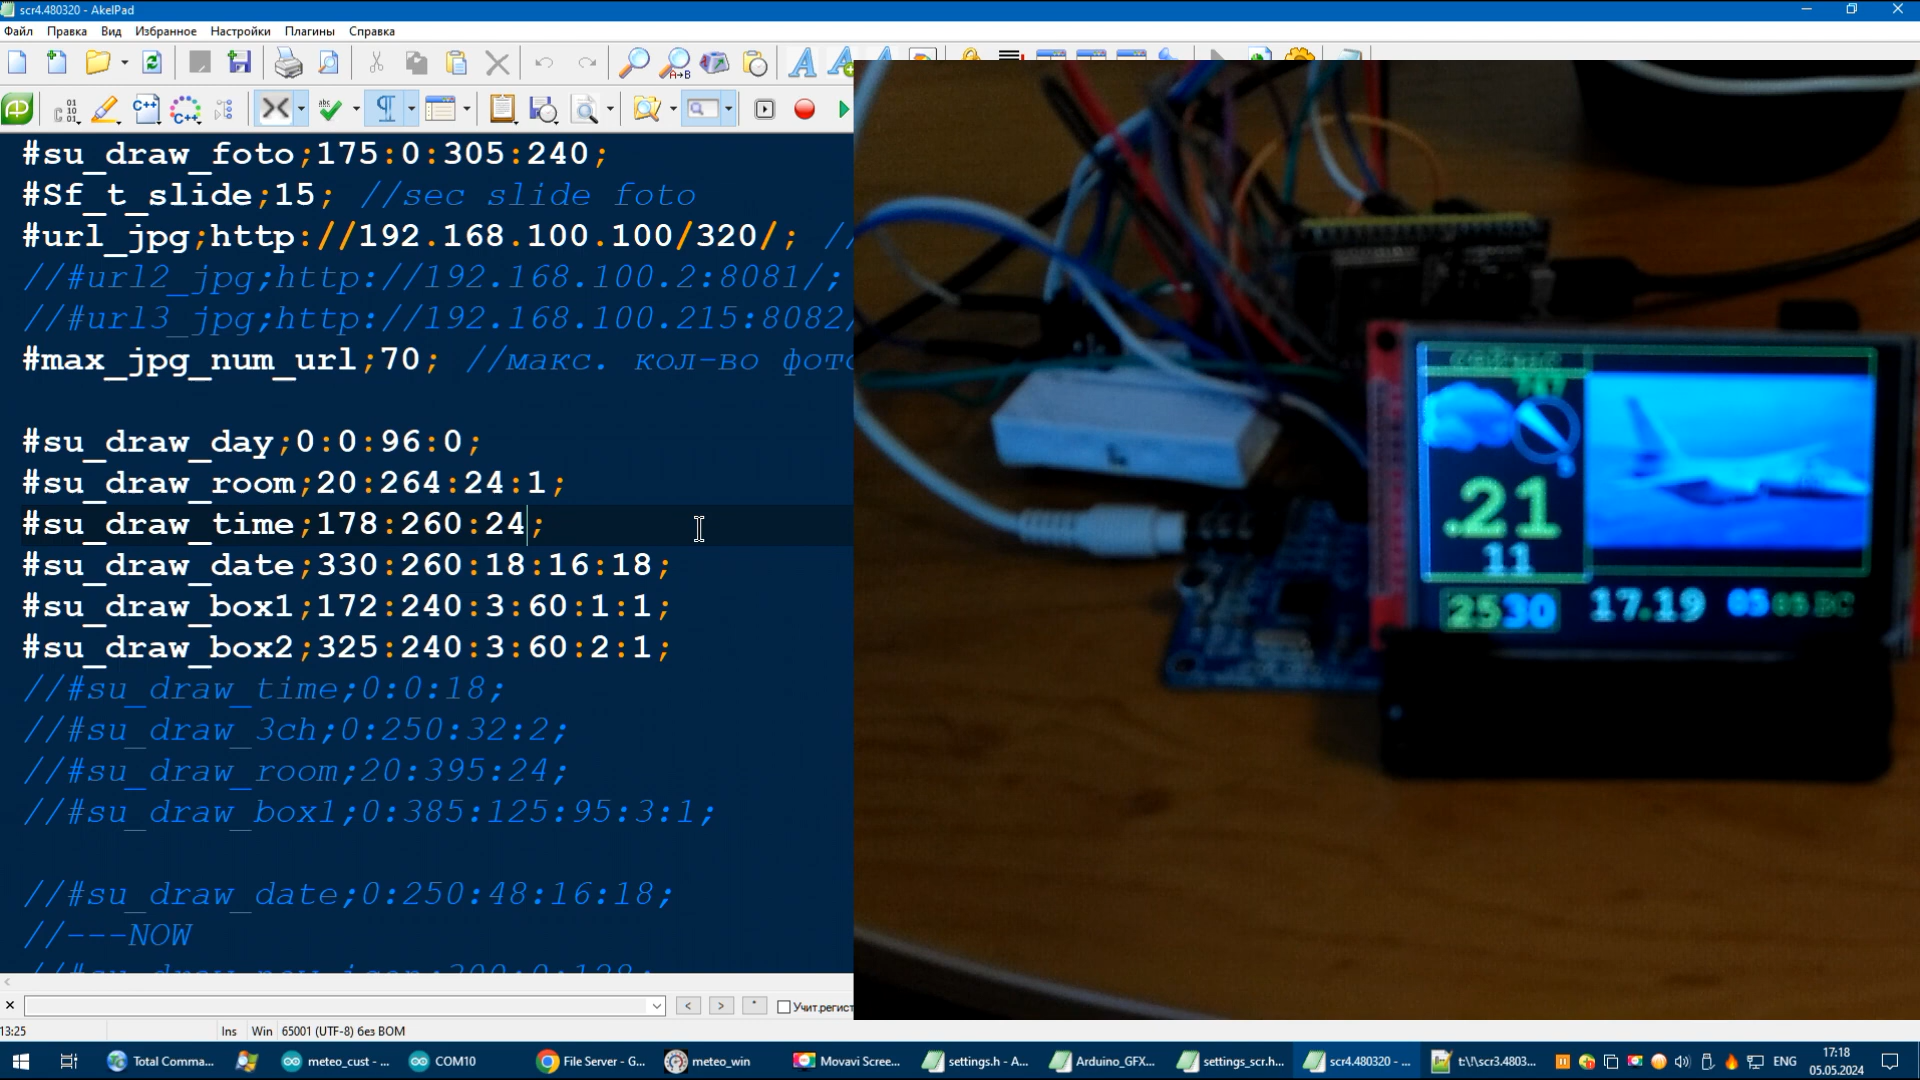 scr4.480320 - AkelPad
Файл Правка Вид Избранное Настройки Плагины Справка
#su_draw_foto;175:0:305:240;
#Sf_t_slide;15; //sec slide foto
#url_jpg;http://192.168.100.100/320/; //
//#url2_jpg;http://192.168.100.2:8081/;
//#url3_jpg;http://192.168.100.215:8082/
#max_jpg_num_url;70; //макс. кол-во фото
#su_draw_day;0:0:96:0;
#su_draw_room;20:264:24:1;
#su_draw_time;178:260:24;
#su_draw_date;330:260:18:16:18;
#su_draw_box1;172:240:3:60:1:1;
#su_draw_box2;325:240:3:60:2:1;
//#su_draw_time;0:0:18;
//#su_draw_3ch;0:250:32:2;
//#su_draw_room;20:395:24;
//#su_draw_box1;0:385:125:95:3:1;
//#su_draw_date;0:250:48:16:18;
//---NOW
21
11
2530 17.19 05
Учит.регист
13:25 Ins Win 65001 (UTF-8) без BOM
Total Comma... meteo_cust - ... COM10 File Server - G... meteo_win Movavi Scree... settings.h - A... Arduino_GFX... settings_scr.h... scr4.480320 - ... t:\!\scr3.4803... ENG 17:18
05.05.2024